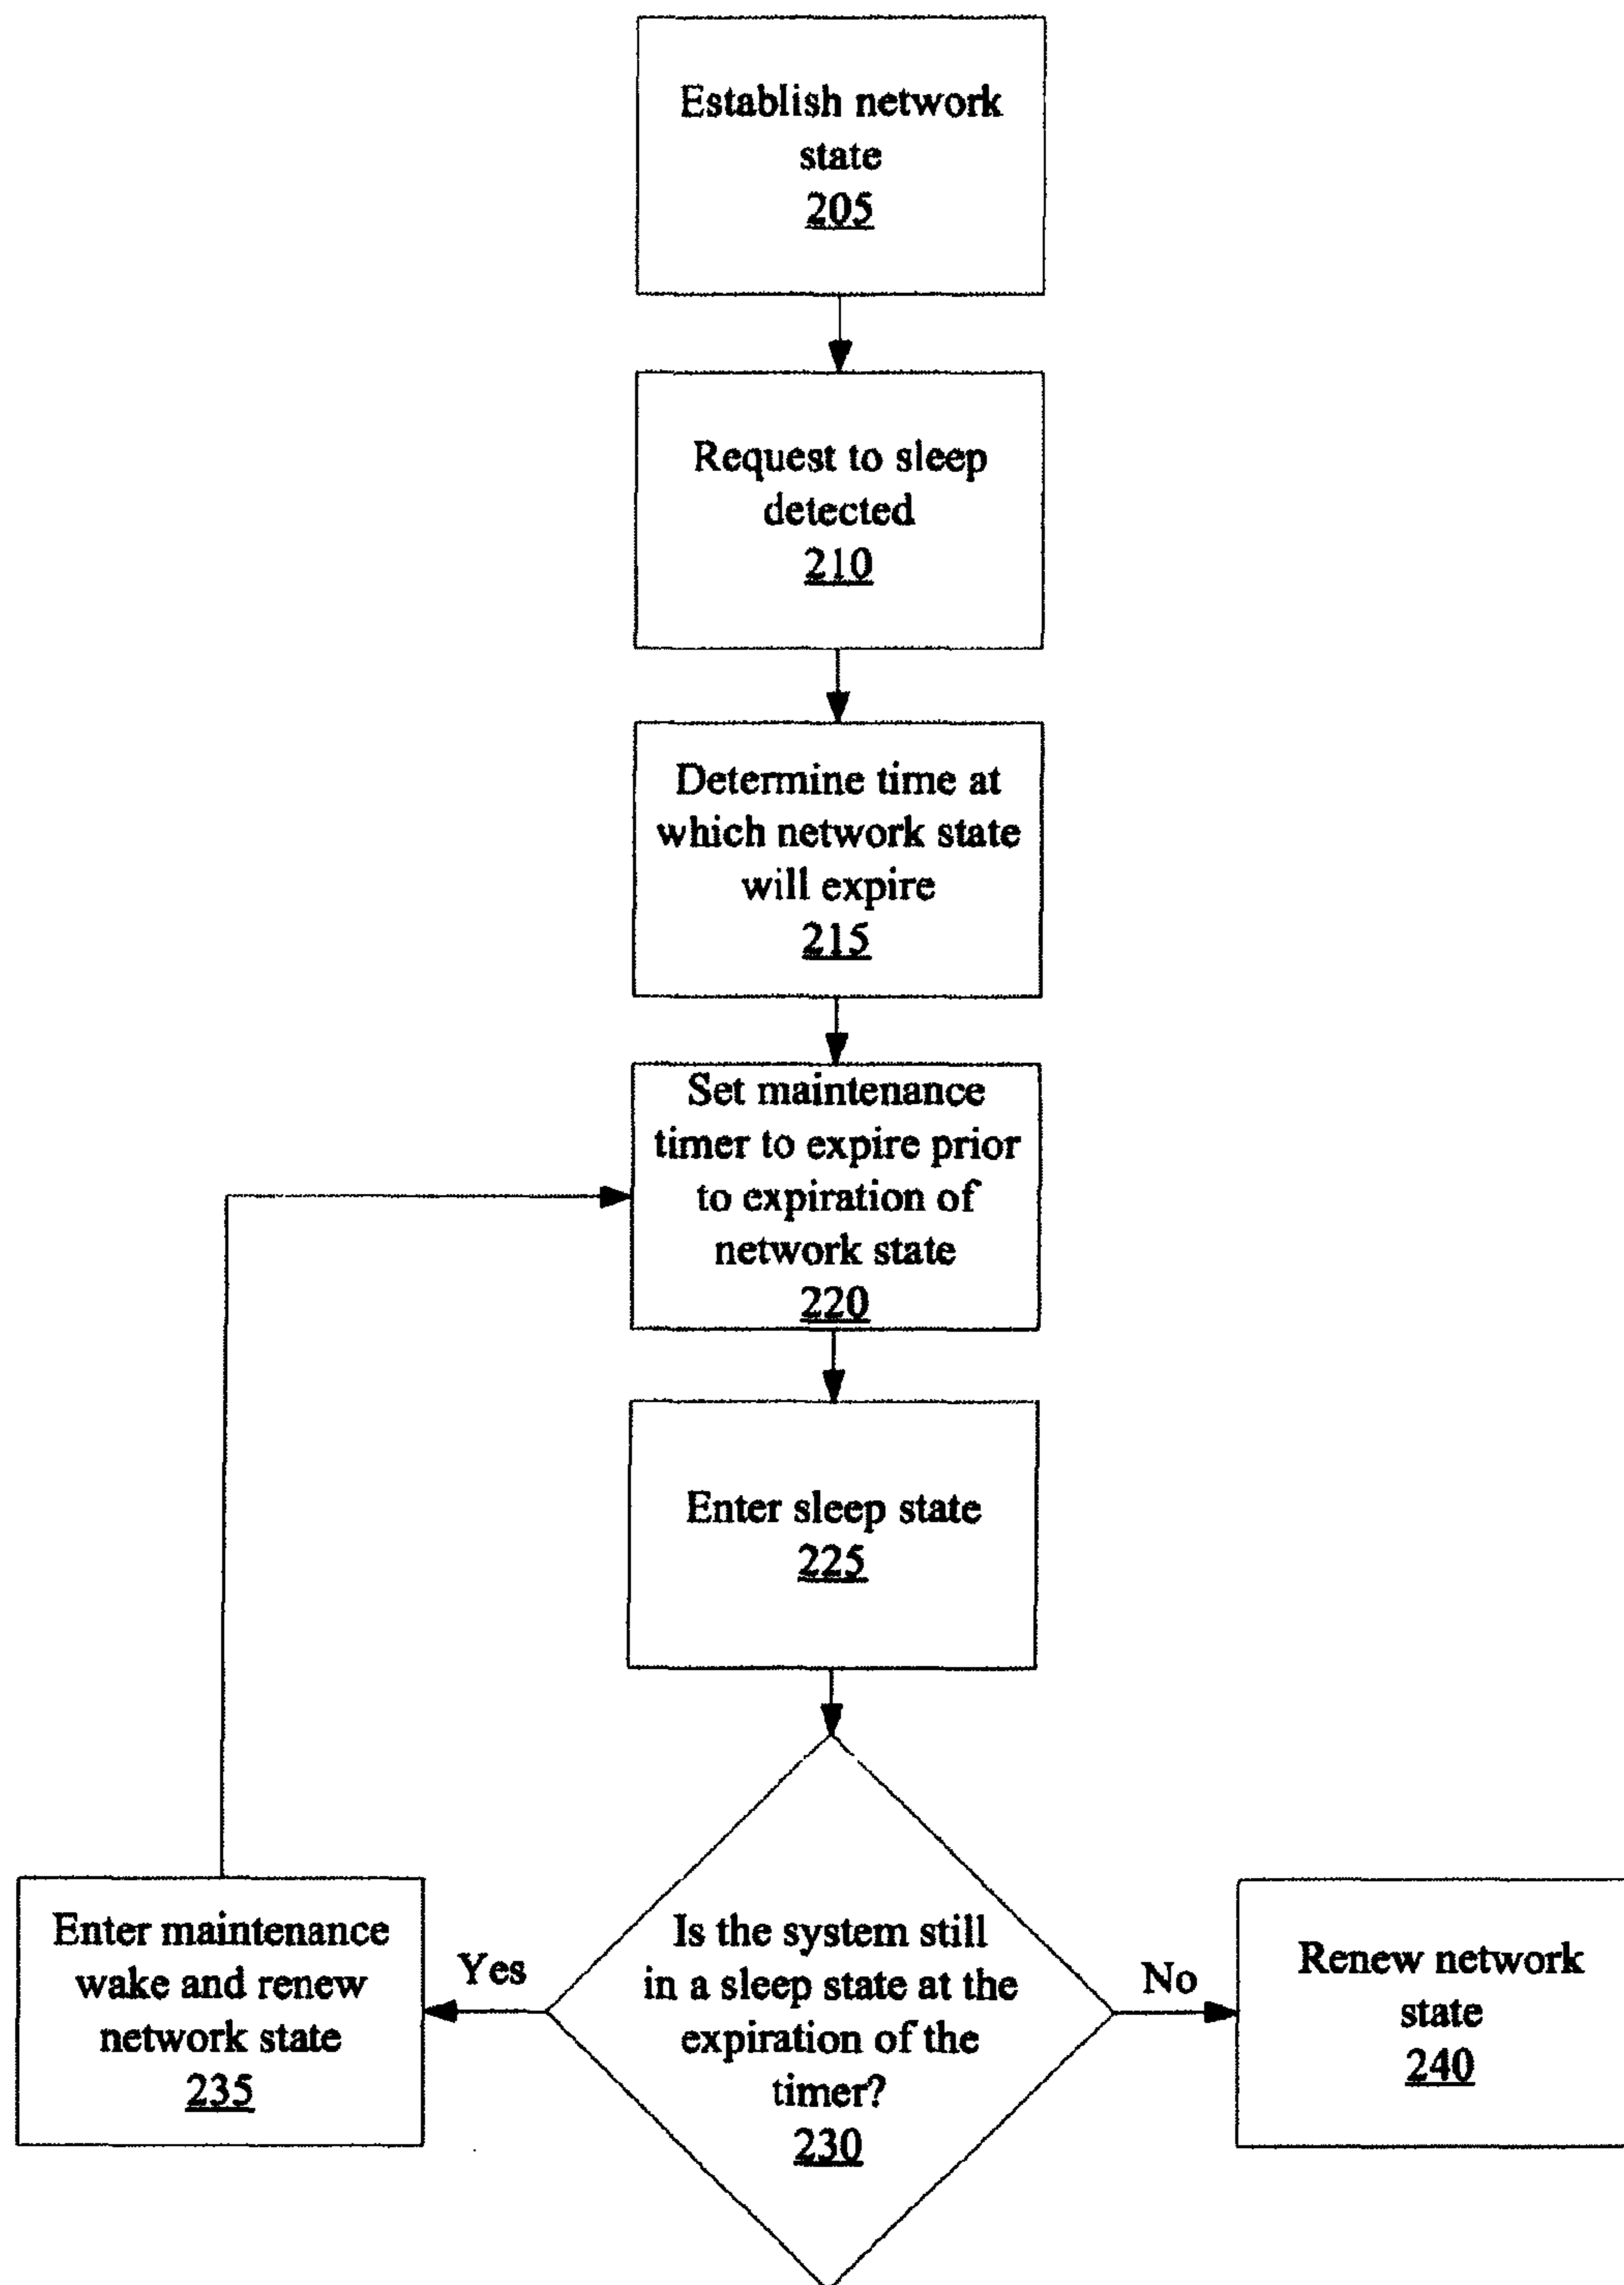 Establish network
state
205
Request to sleep
detected
210
Determine time at
which network state
will expire
215
Set maintenance
timer to expire prior
to expiration of
network state
220
Enter sleep state
225
Is the system still
in a sleep state at the
expiration of the
timer?
230
Yes
Enter maintenance
wake and renew
network state
235
No
Renew network
state
240